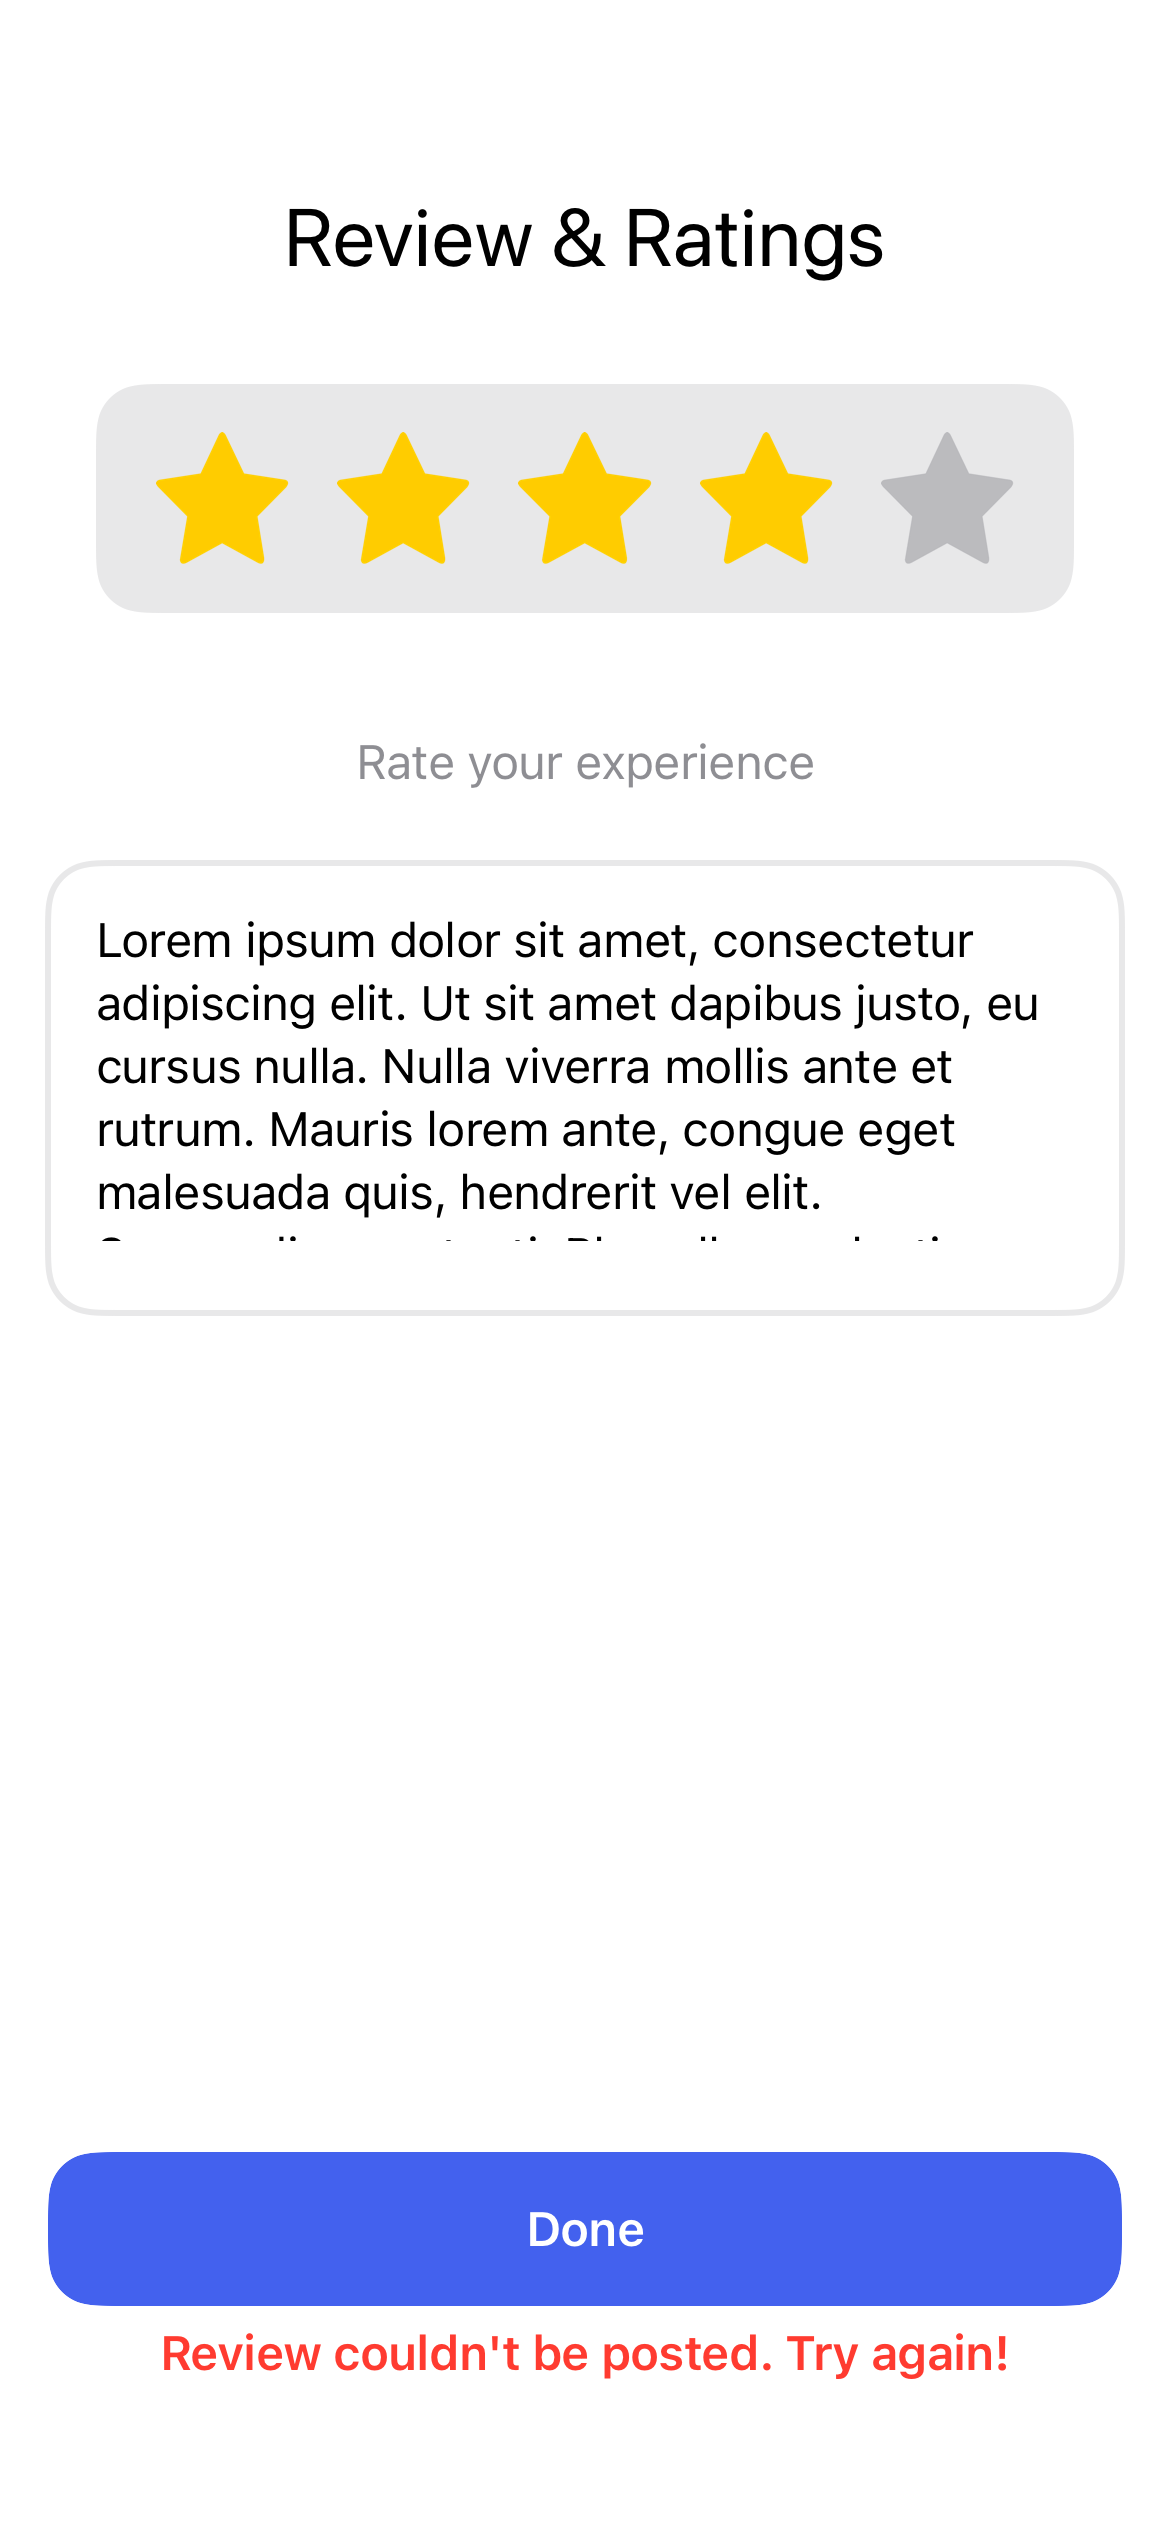 Review & Ratings
Rate your experience
Lorem ipsum dolor sit amet, consectetur
adipiscing elit. Ut sit amet dapibus justo, eu
cursus nulla. Nulla viverra mollis ante et
rutrum. Mauris lorem ante, congue eget
malesuada quis, hendrerit vel elit.
Done
Review couldn't be posted. Try again!